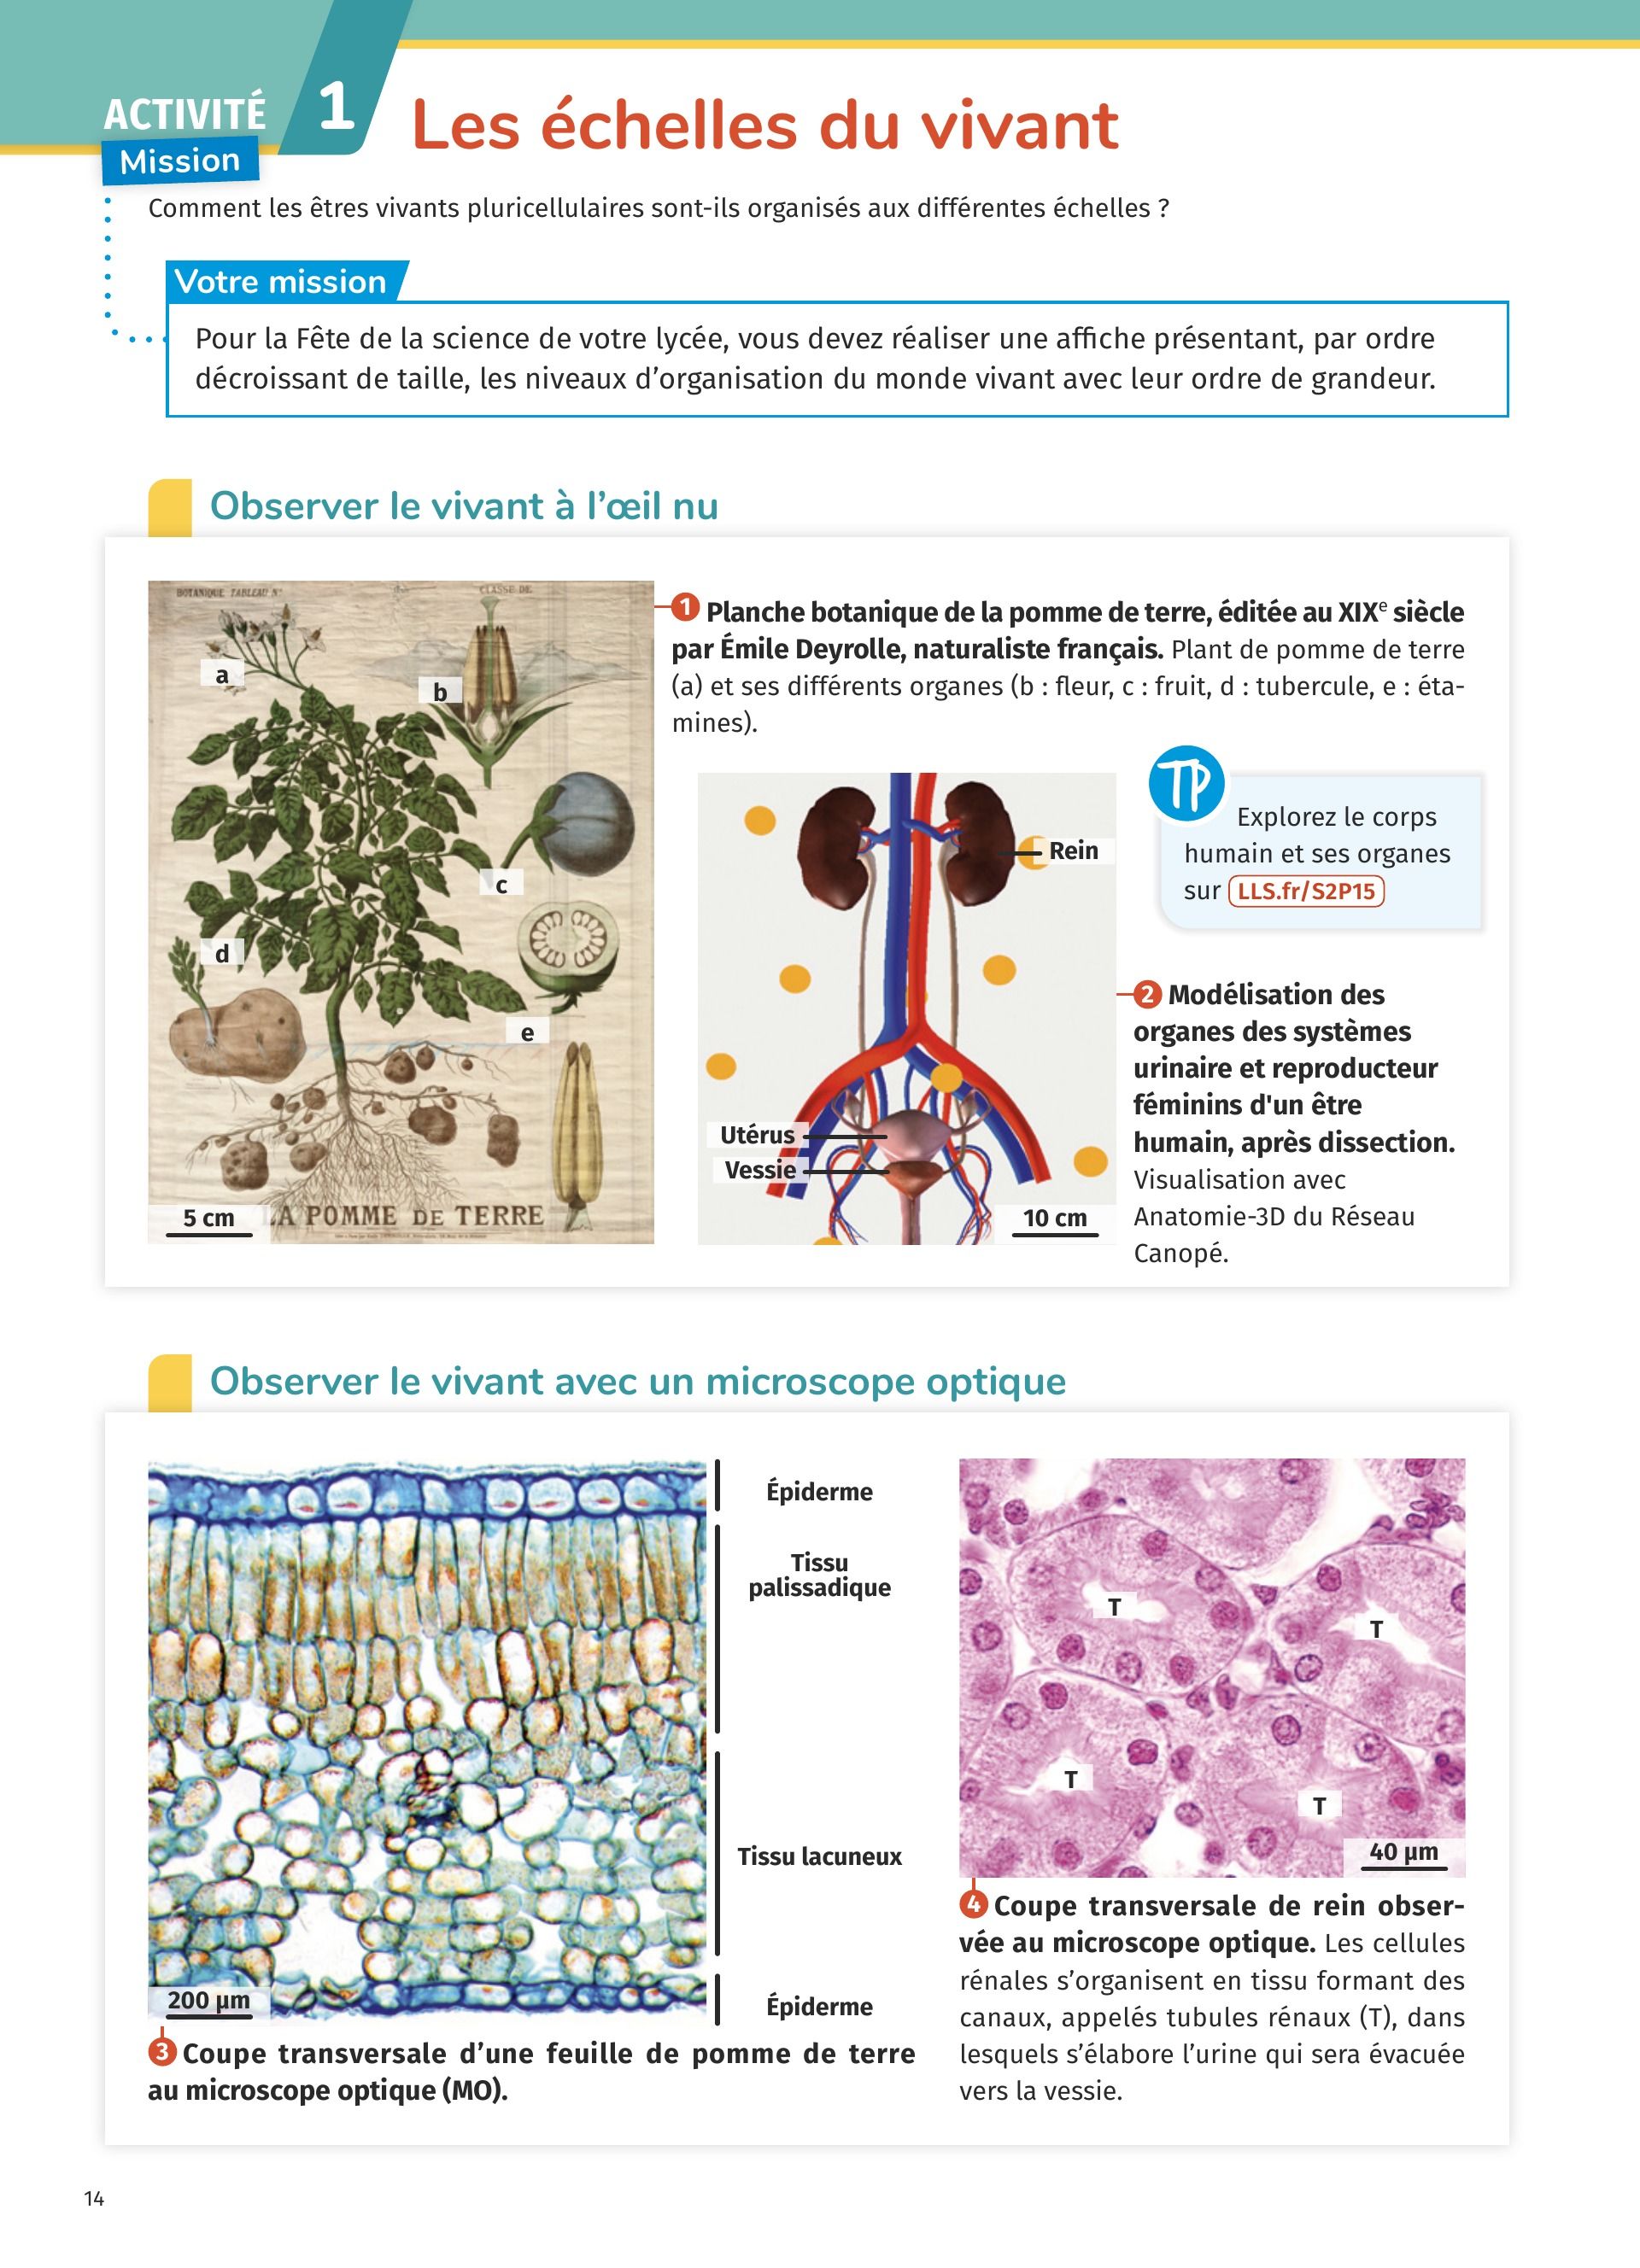 ACTIVITÉ 1 Les échelles du vivant
Mission
Comment les êtres vivants pluricellulaires sont-ils organisés aux différentes échelles ?
Votre mission
Pour la Fête de la science de votre lycée, vous devez réaliser une affiche présentant, par ordre
décroissant de taille, les niveaux d’organisation du monde vivant avec leur ordre de grandeur.
Observer le vivant à l’œil nu
BOTANIQUE TABLEAU N°
CLASSE DE
a
b
c
d
e
5 cm
LA POMME DE TERRE
1 Planche botanique de la pomme de terre, éditée au XIXe siècle
par Émile Deyrolle, naturaliste français. Plant de pomme de terre
(a) et ses différents organes (b : fleur, c : fruit, d : tubercule, e : éta-
mines).
Rein
Utérus
Vessie
10 cm
TP
Explorez le corps
humain et ses organes
sur LLS.fr/S2P15
2 Modélisation des
organes des systèmes
urinaire et reproducteur
féminins d'un être
humain, après dissection.
Visualisation avec
Anatomie-3D du Réseau
Canopé.
Observer le vivant avec un microscope optique
Épiderme
Tissu
palissadique
Tissu lacuneux
Épiderme
200 µm
3 Coupe transversale d’une feuille de pomme de terre
au microscope optique (MO).
T
T
T
T
40 µm
4 Coupe transversale de rein obser-
vée au microscope optique. Les cellules
rénales s’organisent en tissu formant des
canaux, appelés tubules rénaux (T), dans
lesquels s’élabore l’urine qui sera évacuée
vers la vessie.
14